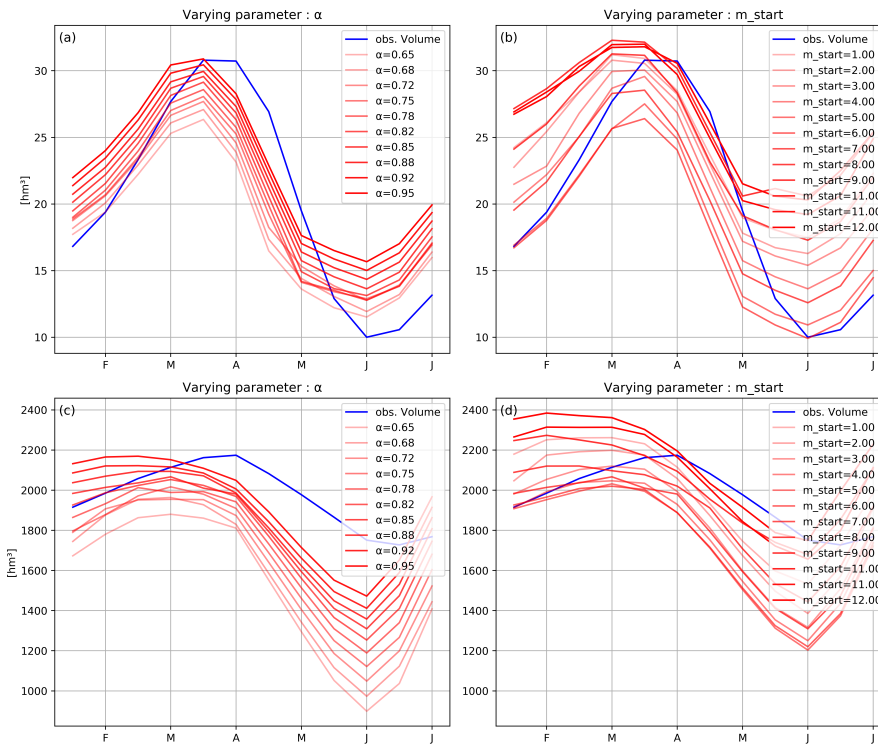 Varying parameter : α
(a)
[hm³]
30
25
20
15
10
F M A M J J
obs. Volume
α=0.65
α=0.68
α=0.72
α=0.75
α=0.78
α=0.82
α=0.85
α=0.88
α=0.92
α=0.95
Varying parameter : m_start
(b)
30
25
20
15
10
F M A M J J
obs. Volume
m_start=1.00
m_start=2.00
m_start=3.00
m_start=4.00
m_start=5.00
m_start=6.00
m_start=7.00
m_start=8.00
m_start=9.00
m_start=11.00
m_start=11.00
m_start=12.00
Varying parameter : α
(c)
[hm³]
2400
2200
2000
1800
1600
1400
1200
1000
F M A M J J
obs. Volume
α=0.65
α=0.68
α=0.72
α=0.75
α=0.78
α=0.82
α=0.85
α=0.88
α=0.92
α=0.95
Varying parameter : m_start
(d)
2400
2200
2000
1800
1600
1400
1200
1000
F M A M J J
obs. Volume
m_start=1.00
m_start=2.00
m_start=3.00
m_start=4.00
m_start=5.00
m_start=6.00
m_start=7.00
m_start=8.00
m_start=9.00
m_start=11.00
m_start=11.00
m_start=12.00